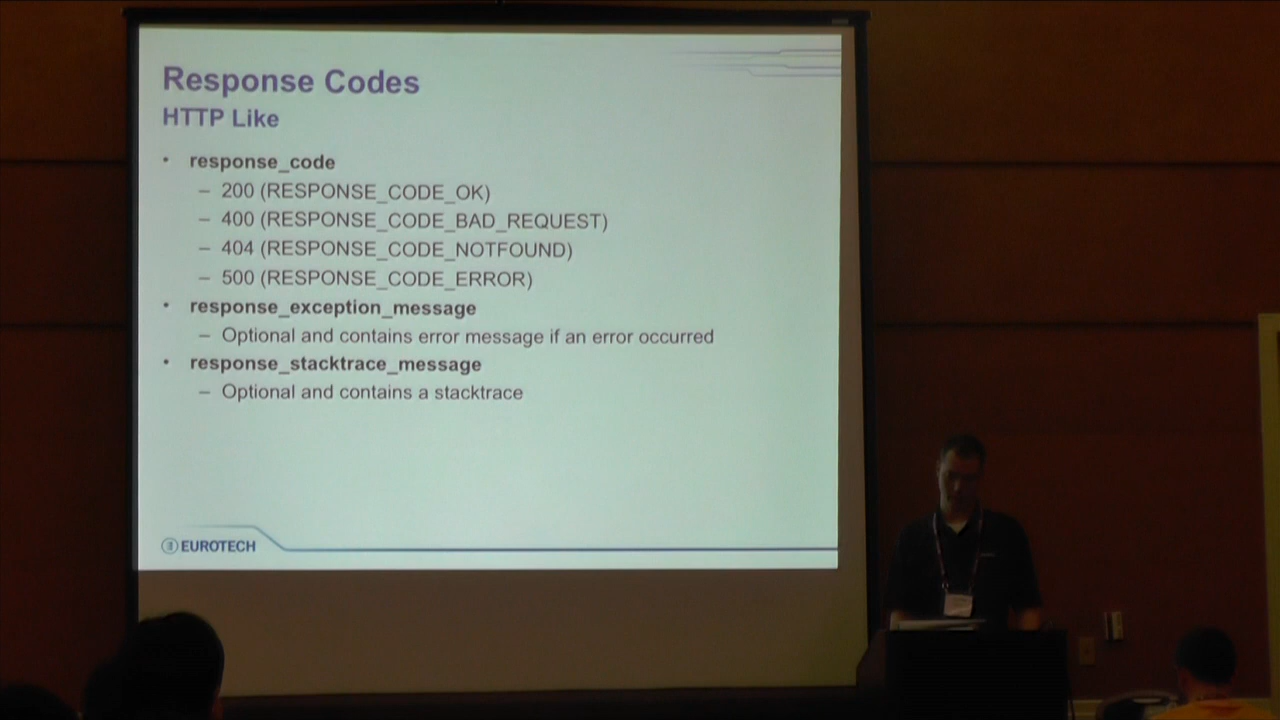 Response Codes
HTTP Like
• response_code
– 200 (RESPONSE_CODE_OK)
– 400 (RESPONSE_CODE_BAD_REQUEST)
– 404 (RESPONSE_CODE_NOTFOUND)
– 500 (RESPONSE_CODE_ERROR)
• response_exception_message
– Optional and contains error message if an error occurred
• response_stacktrace_message
– Optional and contains a stacktrace
EUROTECH